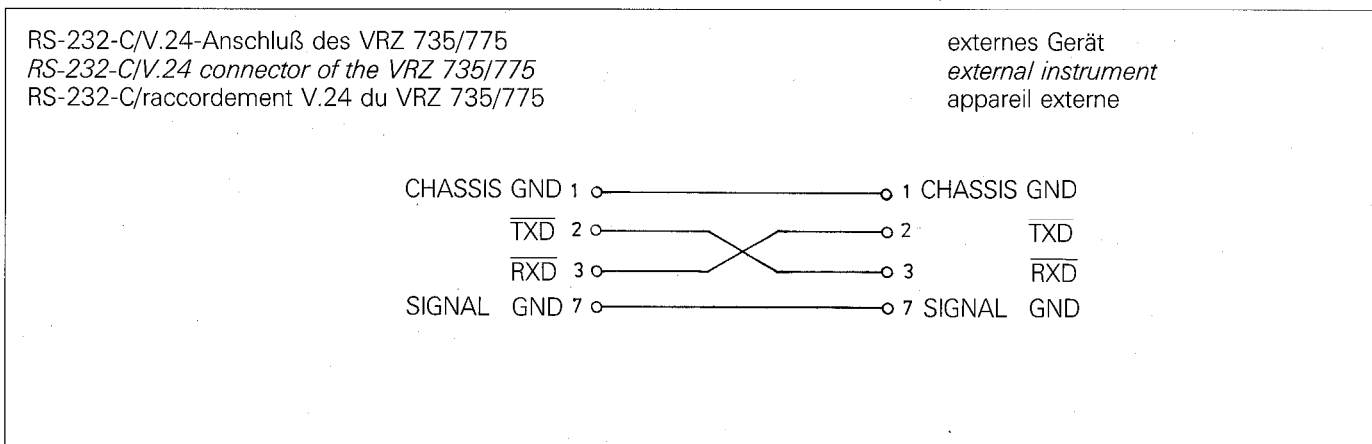 RS-232-C/V.24-Anschluß des VRZ 735/775 externes Gerät
RS-232-C/V.24 connector of the VRZ 735/775 external instrument
RS-232-C/raccordement V.24 du VRZ 735/775 appareil externe
CHASSIS GND 1 1 CHASSIS GND
TXD 2 2 TXD
RXD 3 3 RXD
SIGNAL GND 7 7 SIGNAL GND